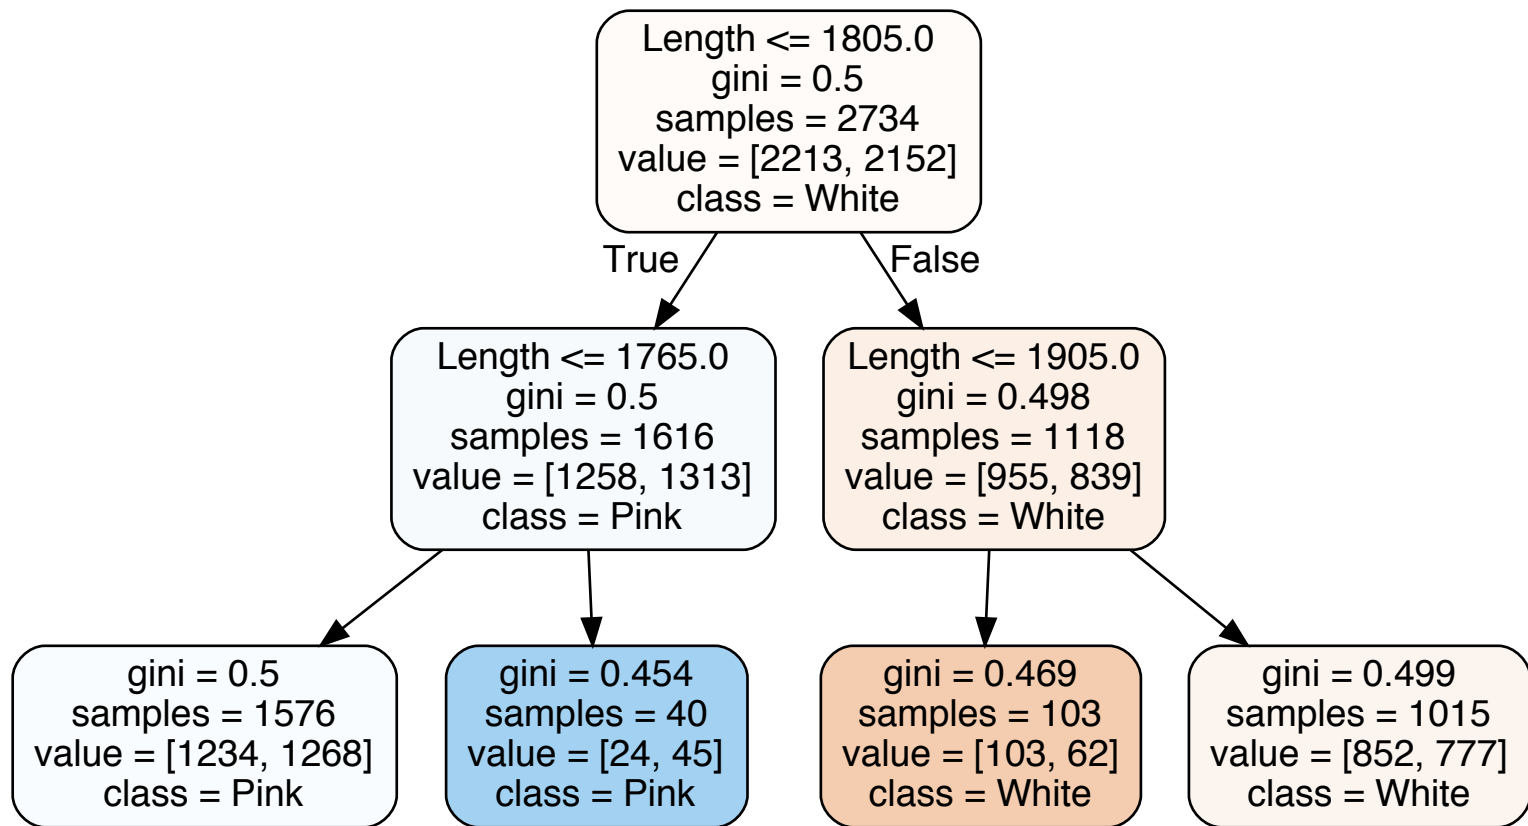 Length <= 1805.0
gini = 0.5
samples = 2734
value = [2213, 2152]
class = White
True
False
Length <= 1765.0
gini = 0.5
samples = 1616
value = [1258, 1313]
class = Pink
Length <= 1905.0
gini = 0.498
samples = 1118
value = [955, 839]
class = White
gini = 0.5
samples = 1576
value = [1234, 1268]
class = Pink
gini = 0.454
samples = 40
value = [24, 45]
class = Pink
gini = 0.469
samples = 103
value = [103, 62]
class = White
gini = 0.499
samples = 1015
value = [852, 777]
class = White